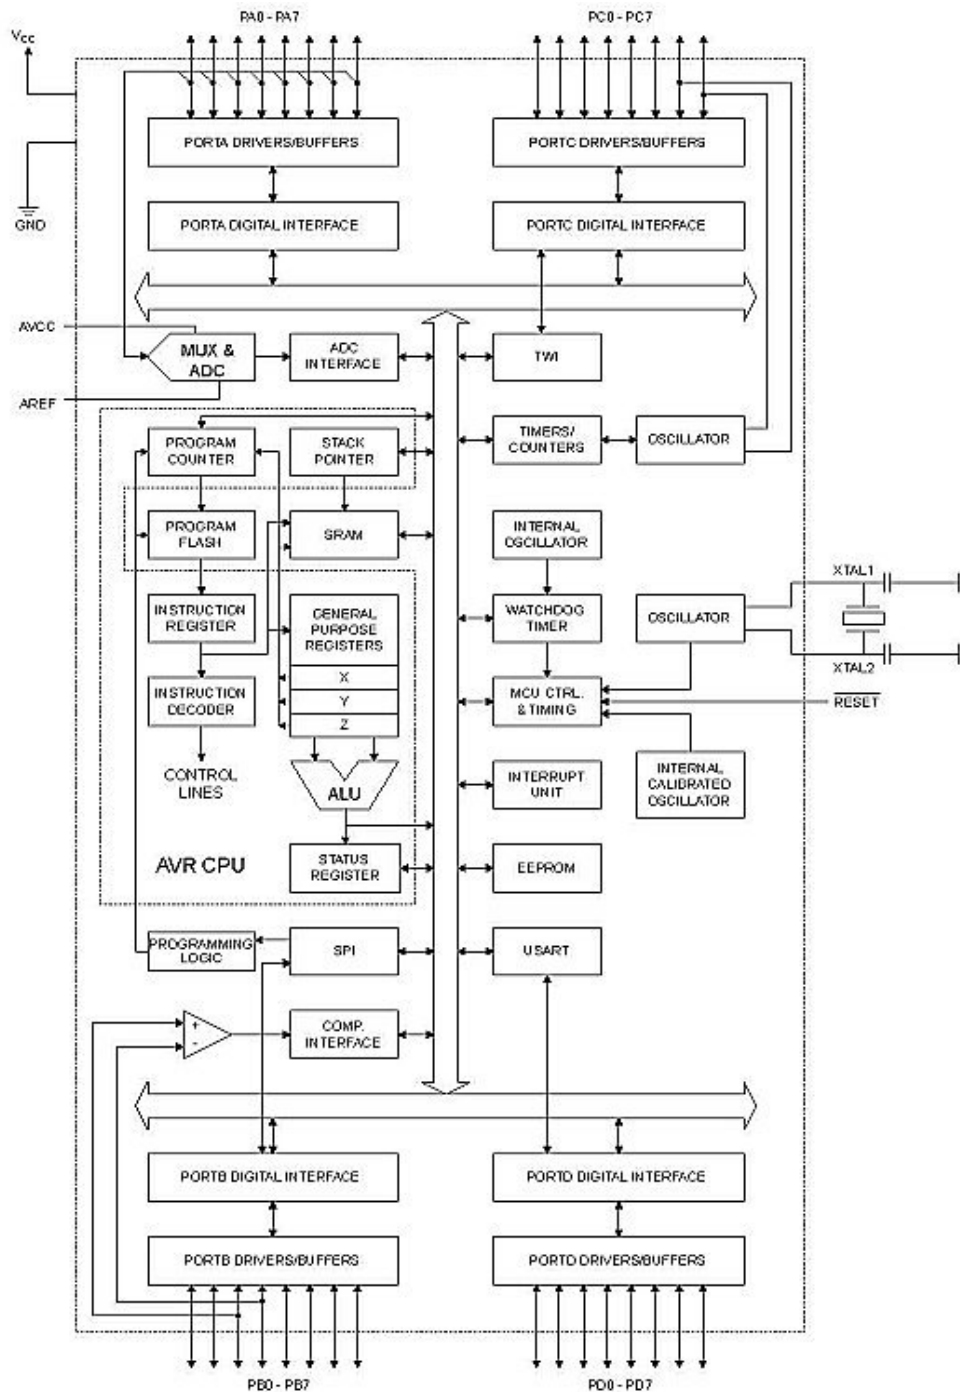 PA0 - PA7
PC0 - PC7
VCC
PORTA DRIVERS/BUFFERS
PORTC DRIVERS/BUFFERS
GND
PORTA DIGITAL INTERFACE
PORTC DIGITAL INTERFACE
AVCC
MUX &
ADC
ADC
INTERFACE
TWI
AREF
PROGRAM
COUNTER
STACK
POINTER
TIMERS/
COUNTERS
OSCILLATOR
PROGRAM
FLASH
SRAM
INTERNAL
OSCILLATOR
XTAL1
INSTRUCTION
REGISTER
GENERAL
PURPOSE
REGISTERS
WATCHDOG
TIMER
OSCILLATOR
XTAL2
X
Y
Z
INSTRUCTION
DECODER
MCU CTRL.
& TIMING
RESET
CONTROL
LINES
ALU
INTERRUPT
UNIT
INTERNAL
CALIBRATED
OSCILLATOR
AVR CPU
STATUS
REGISTER
EEPROM
PROGRAMMING
LOGIC
SPI
USART
+
-
COMP.
INTERFACE
PORTB DIGITAL INTERFACE
PORTD DIGITAL INTERFACE
PORTB DRIVERS/BUFFERS
PORTD DRIVERS/BUFFERS
PB0 - PB7
PD0 - PD7